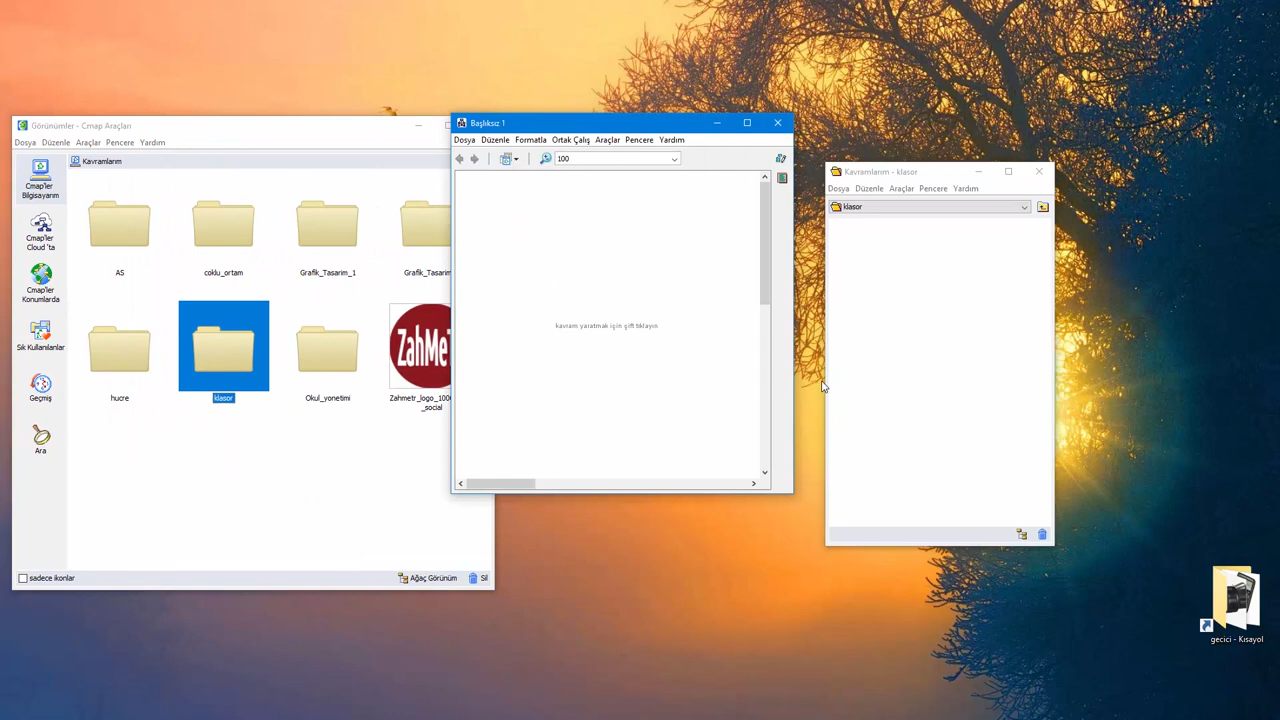 Görünümler - Cmap Araçları
Dosya Düzenle Araçlar Pencere Yardım
Cmap'ler
Bilgisayarım
Cmap'ler
Cloud 'ta
Cmap'ler
Konumlarda
Sık Kullanılanlar
Geçmiş
Ara
Kavramlarım
AS
coklu_ortam
Grafik_Tasarim_1
Grafik_Tasarim
hucre
klasor
Okul_yonetimi
ZahMe
Zahmetr_logo_100
_social
sadece ikonlar
Ağaç Görünüm
Sil
Başlıksız 1
Dosya Düzenle Formatla Ortak Çalış Araçlar Pencere Yardım
100
kavram yaratmak için çift tıklayın
Kavramlarım - klasor
Dosya Düzenle Araçlar Pencere Yardım
klasor
gecici - Kısayol